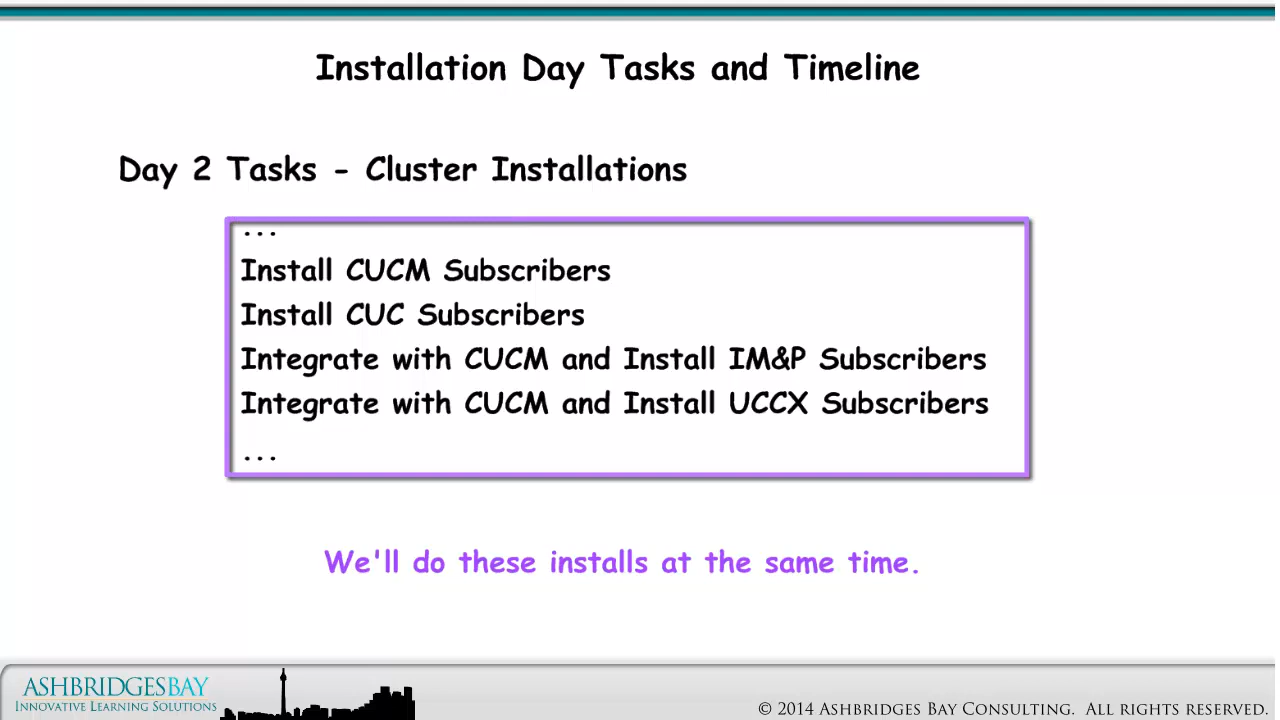 Installation Day Tasks and Timeline
Day 2 Tasks - Cluster Installations
...
Install CUCM Subscribers
Install CUC Subscribers
Integrate with CUCM and Install IM&P Subscribers
Integrate with CUCM and Install UCCX Subscribers
...
We'll do these installs at the same time.
ASHBRIDGESBAY
INNOVATIVE LEARNING SOLUTIONS
© 2014 ASHBRIDGES BAY CONSULTING. ALL RIGHTS RESERVED.